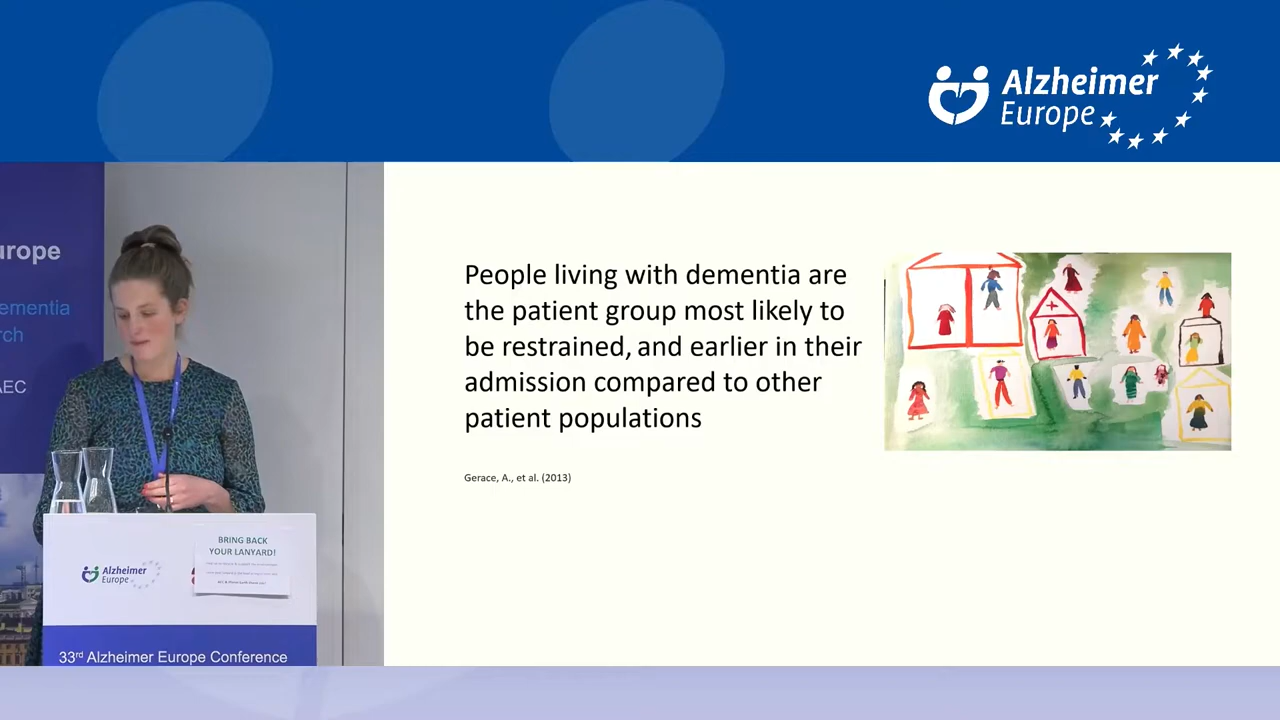 Alzheimer
Europe
urope
ementia
rch
AEC
People living with dementia are
the patient group most likely to
be restrained, and earlier in their
admission compared to other
patient populations
Gerace, A., et al. (2013)
BRING BACK
YOUR LANYARD!
Alzheimer
Europe
33rd Alzheimer Europe Conference